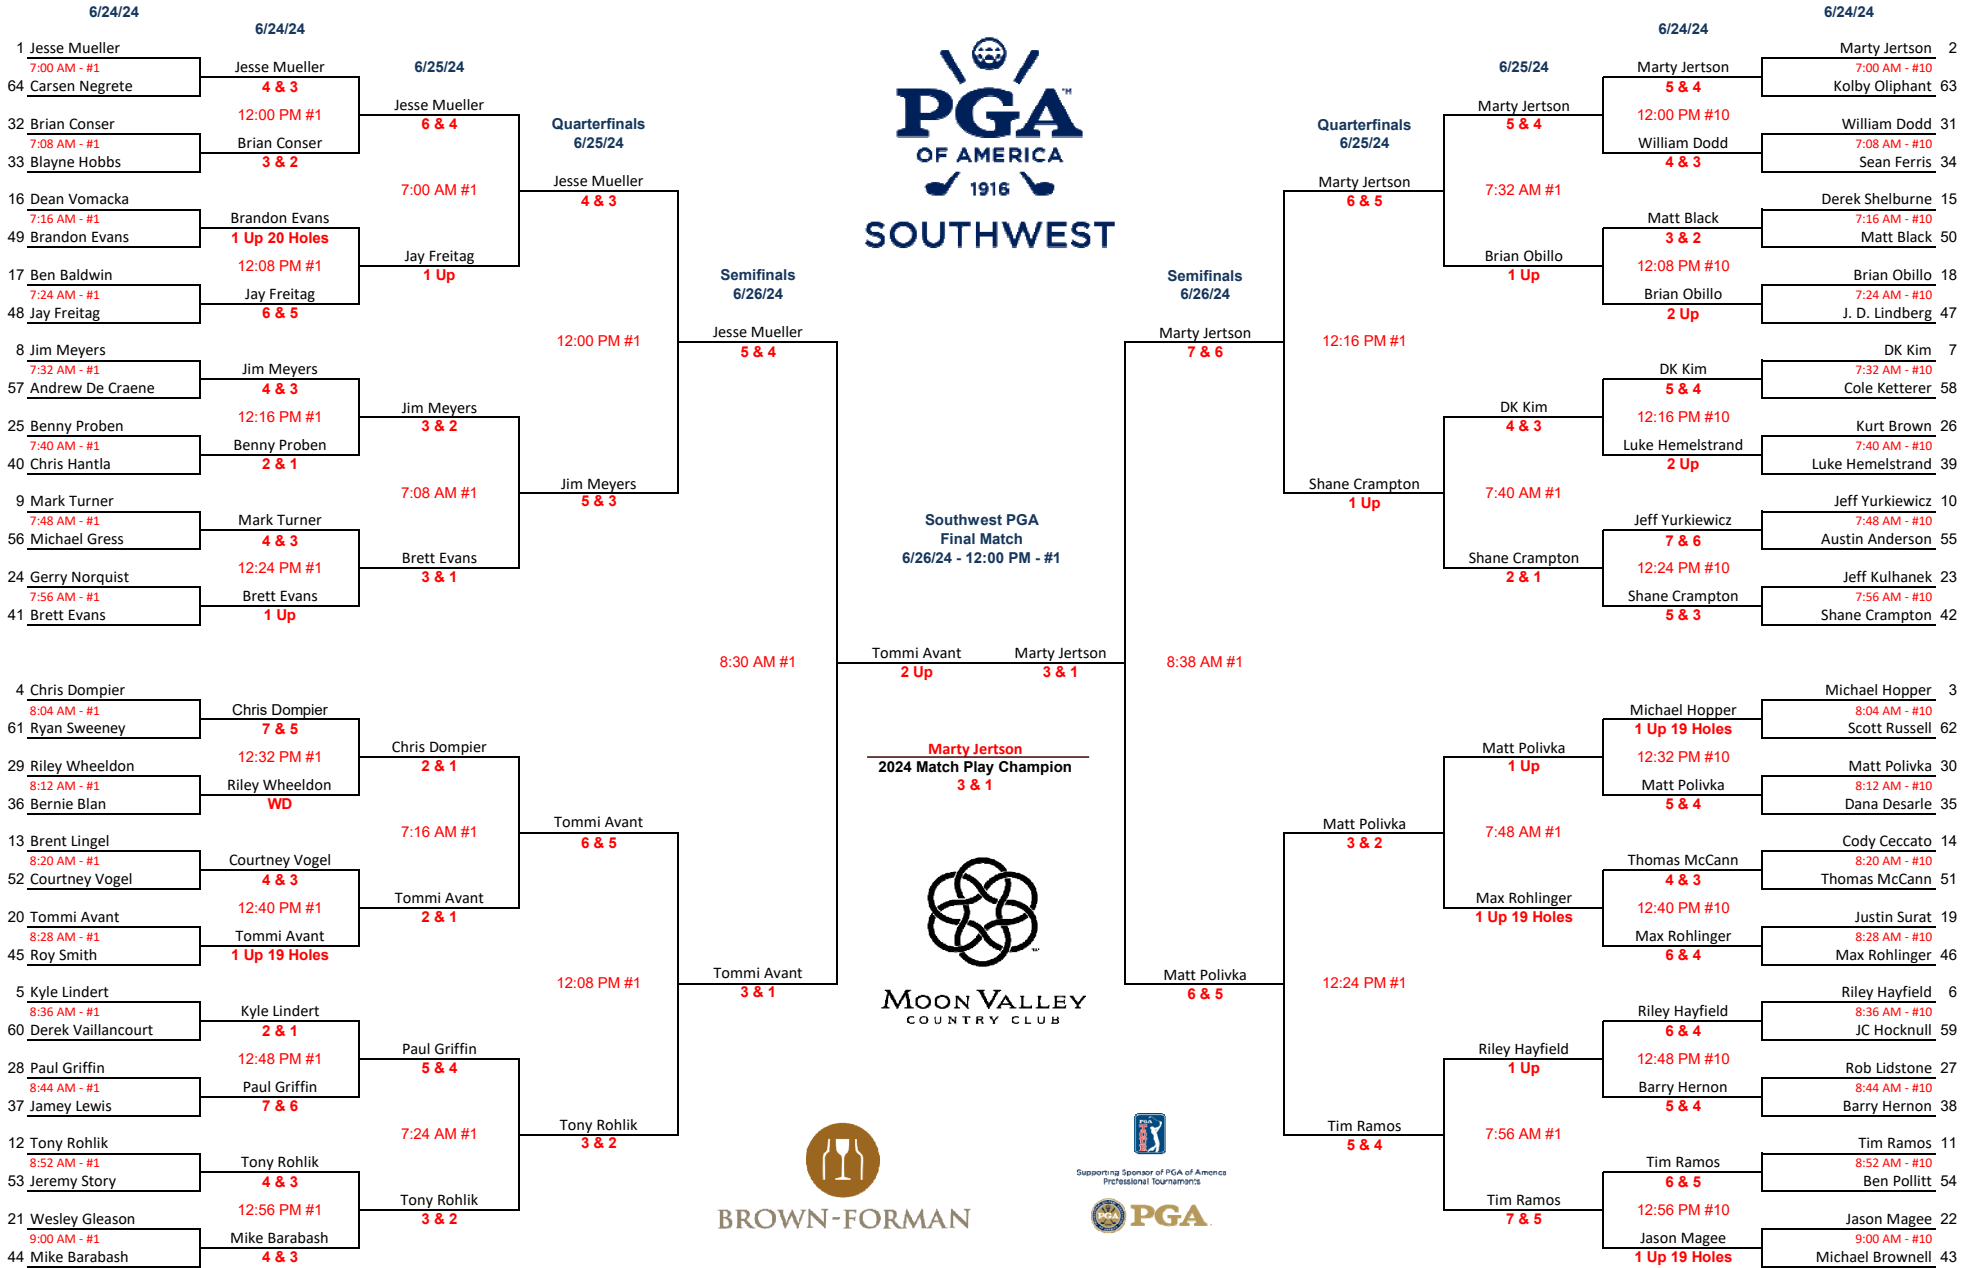 6/24/24
1 Jesse Mueller
7:00 AM - #1
64 Carsen Negrete
32 Brian Conser
7:08 AM - #1
33 Blayne Hobbs
16 Dean Vomacka
7:16 AM - #1
49 Brandon Evans
17 Ben Baldwin
7:24 AM - #1
48 Jay Freitag
8 Jim Meyers
7:32 AM - #1
57 Andrew De Craene
25 Benny Proben
7:40 AM - #1
40 Chris Hantla
9 Mark Turner
7:48 AM - #1
56 Michael Gress
24 Gerry Norquist
7:56 AM - #1
41 Brett Evans
4 Chris Dompier
8:04 AM - #1
61 Ryan Sweeney
29 Riley Wheeldon
8:12 AM - #1
36 Bernie Blan
13 Brent Lingel
8:20 AM - #1
52 Courtney Vogel
20 Tommi Avant
8:28 AM - #1
45 Roy Smith
5 Kyle Lindert
8:36 AM - #1
60 Derek Vaillancourt
28 Paul Griffin
8:44 AM - #1
37 Jamey Lewis
12 Tony Rohlik
8:52 AM - #1
53 Jeremy Story
21 Wesley Gleason
9:00 AM - #1
44 Mike Barabash
6/24/24
Jesse Mueller
4 & 3
12:00 PM #1
Brian Conser
3 & 2
Brandon Evans
1 Up 20 Holes
12:08 PM #1
Jay Freitag
6 & 5
Jim Meyers
4 & 3
12:16 PM #1
Benny Proben
2 & 1
Mark Turner
4 & 3
12:24 PM #1
Brett Evans
1 Up
Chris Dompier
7 & 5
12:32 PM #1
Riley Wheeldon
WD
Courtney Vogel
4 & 3
12:40 PM #1
Tommi Avant
1 Up 19 Holes
Kyle Lindert
2 & 1
12:48 PM #1
Paul Griffin
7 & 6
Tony Rohlik
4 & 3
12:56 PM #1
Mike Barabash
4 & 3
6/25/24
Jesse Mueller
6 & 4
7:00 AM #1
Jay Freitag
1 Up
Jim Meyers
3 & 2
7:08 AM #1
Brett Evans
3 & 1
Chris Dompier
2 & 1
7:16 AM #1
Tommi Avant
2 & 1
Paul Griffin
5 & 4
7:24 AM #1
Tony Rohlik
3 & 2
Quarterfinals
6/25/24
Jesse Mueller
4 & 3
12:00 PM #1
Jim Meyers
5 & 3
Tommi Avant
6 & 5
12:08 PM #1
Tony Rohlik
3 & 2
Semifinals
6/26/24
Jesse Mueller
5 & 4
8:30 AM #1
Tommi Avant
3 & 1
PGA™
OF AMERICA
1916
SOUTHWEST
Southwest PGA
Final Match
6/26/24 - 12:00 PM - #1
Tommi Avant
2 Up
Marty Jertson
3 & 1
Marty Jertson
2024 Match Play Champion
3 & 1
MOON VALLEY
COUNTRY CLUB
BROWN-FORMAN
PGA TOUR
Supporting Sponsor of PGA of America
Professional Tournaments
PGA
Semifinals
6/26/24
Marty Jertson
7 & 6
8:38 AM #1
Matt Polivka
6 & 5
Quarterfinals
6/25/24
Marty Jertson
6 & 5
12:16 PM #1
Shane Crampton
1 Up
Matt Polivka
3 & 2
12:24 PM #1
Tim Ramos
5 & 4
6/25/24
Marty Jertson
5 & 4
7:32 AM #1
Brian Obillo
1 Up
DK Kim
4 & 3
7:40 AM #1
Shane Crampton
2 & 1
Matt Polivka
1 Up
7:48 AM #1
Max Rohlinger
1 Up 19 Holes
Riley Hayfield
1 Up
7:56 AM #1
Tim Ramos
7 & 5
6/24/24
Marty Jertson
5 & 4
12:00 PM #10
William Dodd
4 & 3
Matt Black
3 & 2
12:08 PM #10
Brian Obillo
2 Up
DK Kim
5 & 4
12:16 PM #10
Luke Hemelstrand
2 Up
Jeff Yurkiewicz
7 & 6
12:24 PM #10
Shane Crampton
5 & 3
Michael Hopper
1 Up 19 Holes
12:32 PM #10
Matt Polivka
5 & 4
Thomas McCann
4 & 3
12:40 PM #10
Max Rohlinger
6 & 4
Riley Hayfield
6 & 4
12:48 PM #10
Barry Hernon
5 & 4
Tim Ramos
6 & 5
12:56 PM #10
Jason Magee
1 Up 19 Holes
6/24/24
Marty Jertson 2
7:00 AM - #10
Kolby Oliphant 63
William Dodd 31
7:08 AM - #10
Sean Ferris 34
Derek Shelburne 15
7:16 AM - #10
Matt Black 50
Brian Obillo 18
7:24 AM - #10
J. D. Lindberg 47
DK Kim 7
7:32 AM - #10
Cole Ketterer 58
Kurt Brown 26
7:40 AM - #10
Luke Hemelstrand 39
Jeff Yurkiewicz 10
7:48 AM - #10
Austin Anderson 55
Jeff Kulhanek 23
7:56 AM - #10
Shane Crampton 42
Michael Hopper 3
8:04 AM - #10
Scott Russell 62
Matt Polivka 30
8:12 AM - #10
Dana Desarle 35
Cody Ceccato 14
8:20 AM - #10
Thomas McCann 51
Justin Surat 19
8:28 AM - #10
Max Rohlinger 46
Riley Hayfield 6
8:36 AM - #10
JC Hocknull 59
Rob Lidstone 27
8:44 AM - #10
Barry Hernon 38
Tim Ramos 11
8:52 AM - #10
Ben Pollitt 54
Jason Magee 22
9:00 AM - #10
Michael Brownell 43